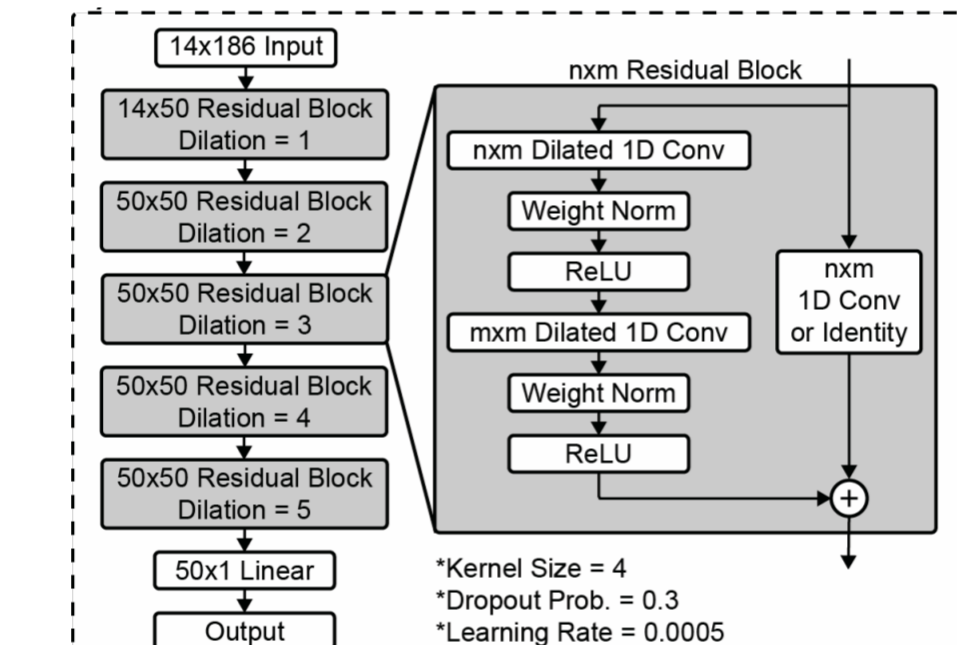 14x186 Input
14x50 Residual Block
Dilation = 1
50x50 Residual Block
Dilation = 2
50x50 Residual Block
Dilation = 3
50x50 Residual Block
Dilation = 4
50x50 Residual Block
Dilation = 5
50x1 Linear
Output
nxm Residual Block
nxm Dilated 1D Conv
Weight Norm
ReLU
mxm Dilated 1D Conv
Weight Norm
ReLU
nxm
1D Conv
or Identity
+
*Kernel Size = 4
*Dropout Prob. = 0.3
*Learning Rate = 0.0005